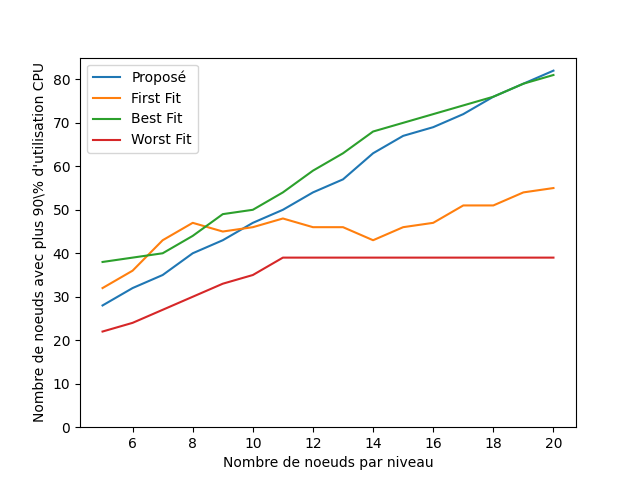 Proposé
First Fit
Best Fit
Worst Fit
Nombre de noeuds avec plus 90\% d'utilisation CPU
80
70
60
50
40
30
20
10
0
6 8 10 12 14 16 18 20
Nombre de noeuds par niveau